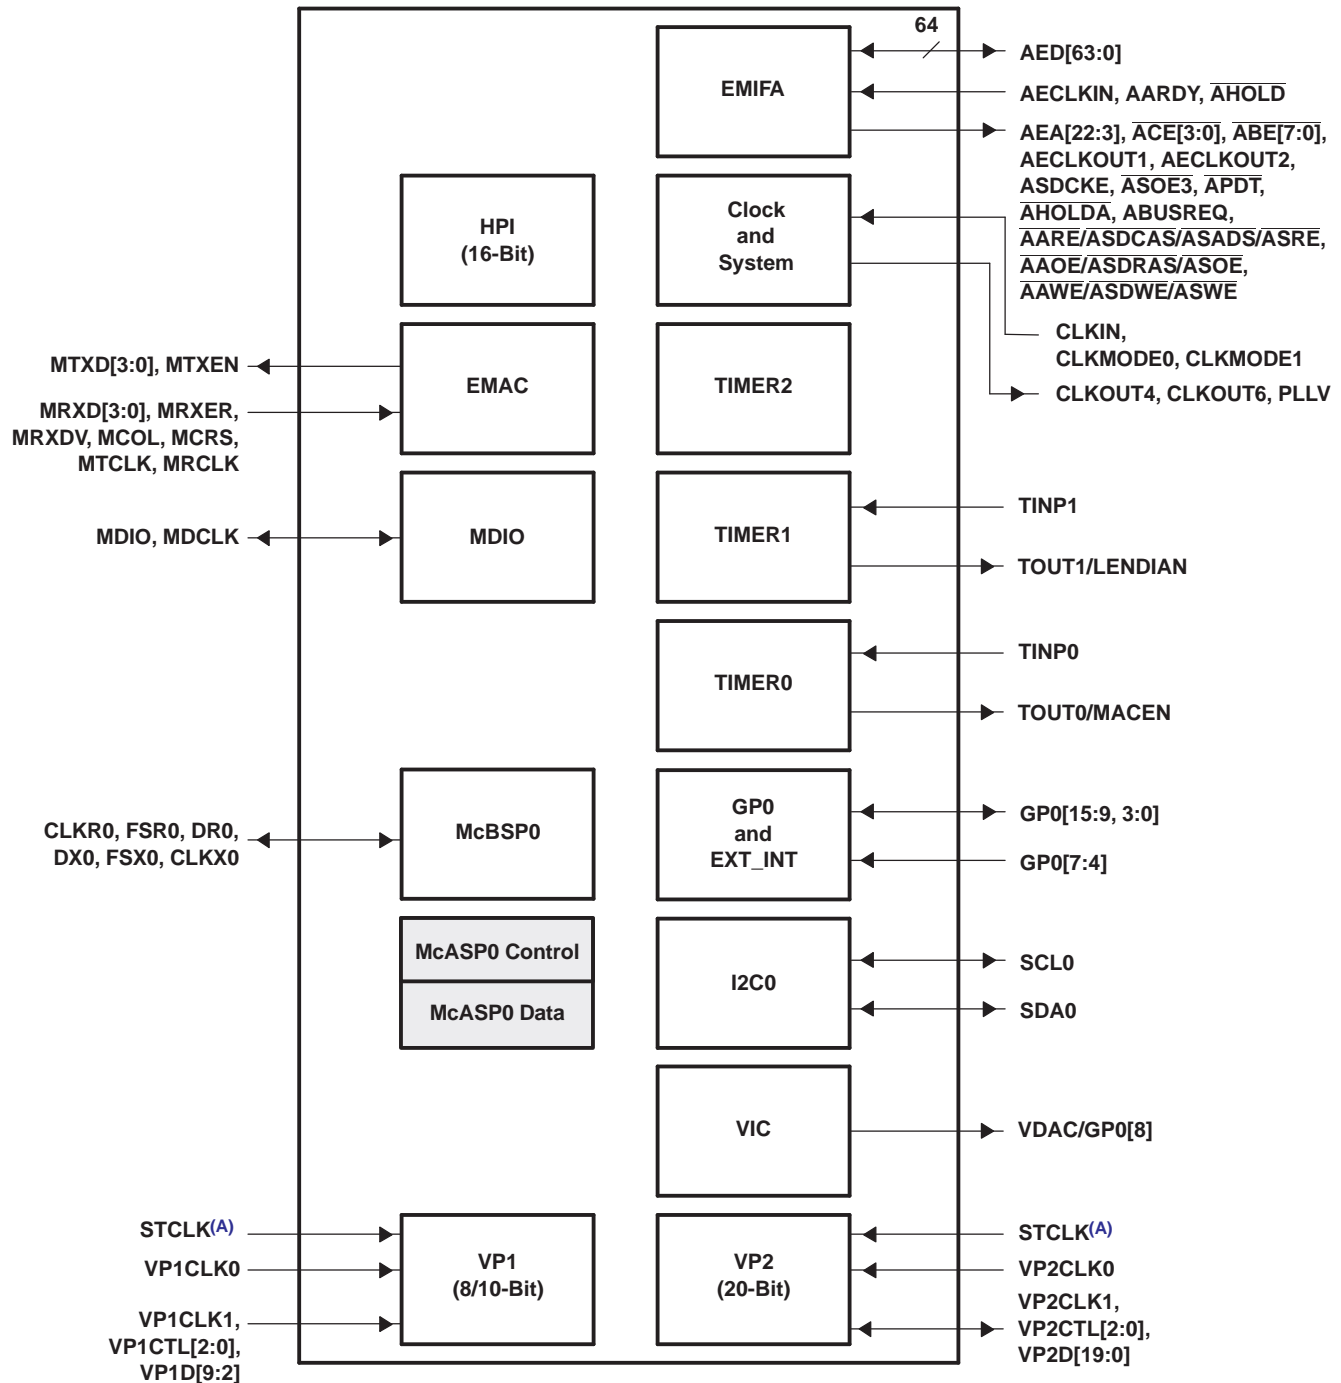 64
AED[63:0]
EMIFA
AECLKIN, AARDY, AHOLD
AEA[22:3], ACE[3:0], ABE[7:0],
AECLKOUT1, AECLKOUT2,
ASDCKE, ASOE3, APDT,
AHOLDA, ABUSREQ,
AARE/ASDCAS/ASADS/ASRE,
AAOE/ASDRAS/ASOE,
AAWE/ASDWE/ASWE
HPI
(16-Bit)
Clock
and
System
CLKIN,
CLKMODE0, CLKMODE1
CLKOUT4, CLKOUT6, PLLV
MTXD[3:0], MTXEN
MRXD[3:0], MRXER,
MRXDV, MCOL, MCRS,
MTCLK, MRCLK
EMAC
TIMER2
MDIO, MDCLK
MDIO
TIMER1
TINP1
TOUT1/LENDIAN
TIMER0
TINP0
TOUT0/MACEN
CLKR0, FSR0, DR0,
DX0, FSX0, CLKX0
McBSP0
GP0
and
EXT_INT
GP0[15:9, 3:0]
GP0[7:4]
McASP0 Control
McASP0 Data
I2C0
SCL0
SDA0
VIC
VDAC/GP0[8]
STCLK(A)
VP1CLK0
VP1CLK1,
VP1CTL[2:0],
VP1D[9:2]
VP1
(8/10-Bit)
VP2
(20-Bit)
STCLK(A)
VP2CLK0
VP2CLK1,
VP2CTL[2:0],
VP2D[19:0]